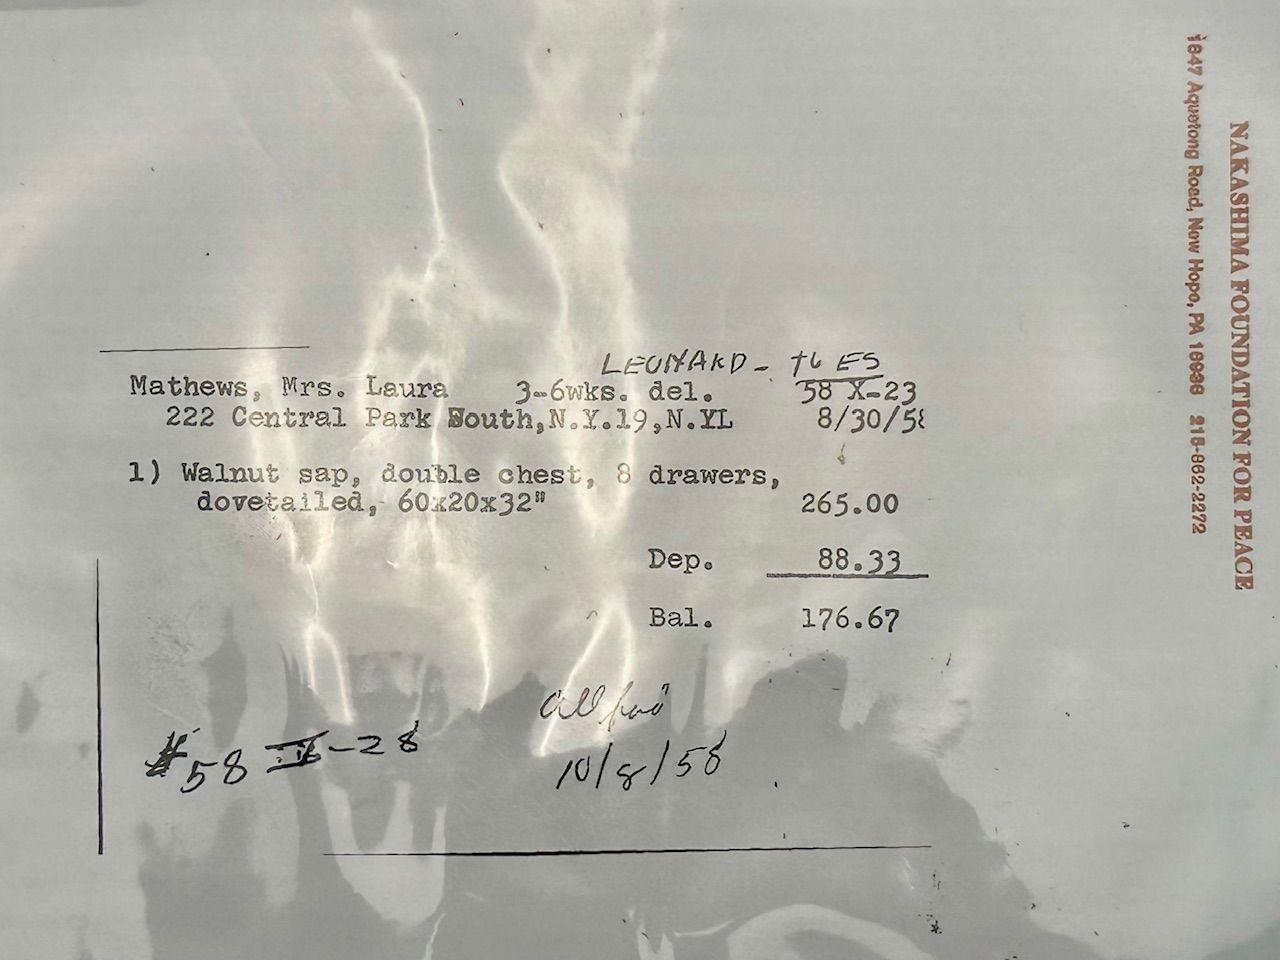 LEONARD - TUES
Mathews, Mrs. Laura 3-6wks. del. 58 X-23
222 Central Park South, N.Y.19,N.YL 8/30/58
1) Walnut sap, double chest, 8 drawers,
dovetailed, 60x20x32" 265.00
Dep. 88.33
Bal. 176.67
All paid
#58 -28
10/8/58
NAKASHIMA FOUNDATION FOR PEACE
1847 Aquetong Road, New Hope, PA 18938 215-862-2272